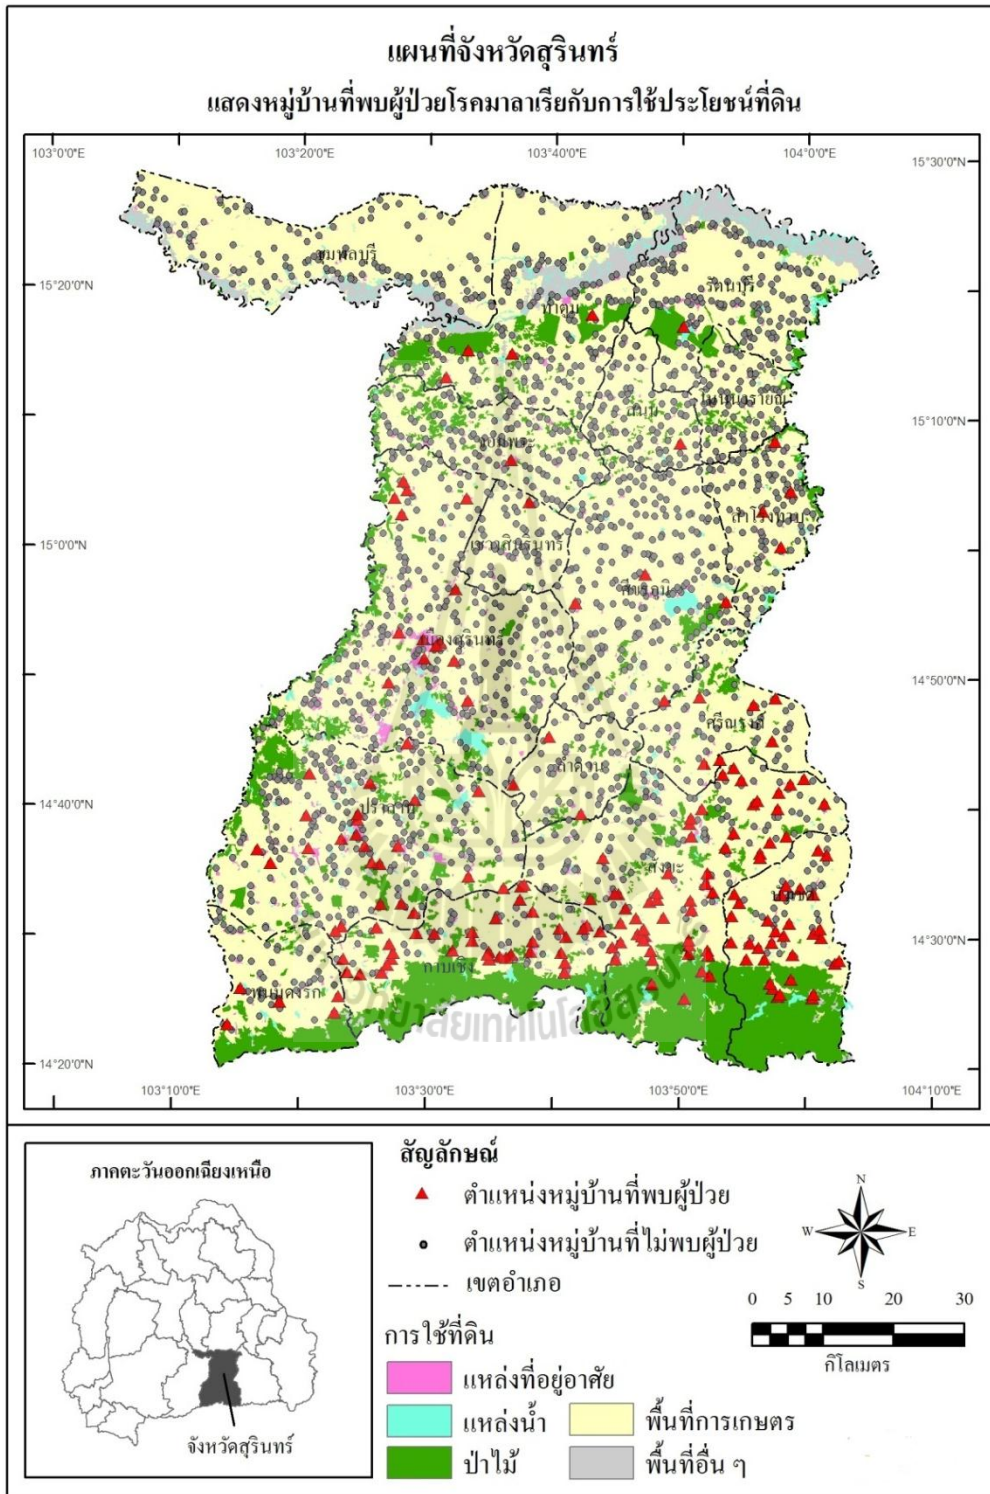 แผนที่จังหวัดสุรินทร์
แสดงหมู่บ้านที่พบผู้ป่วยโรคมาลาเรียกับการใช้ประโยชน์ที่ดิน
103°0'0"E 103°20'0"E 103°40'0"E 104°0'0"E
15°30'0"N
ชุมพลบุรี
15°20'0"N
รัตนบุรี
ท่าตูม
โนนนารายณ์
สนม
15°10'0"N
จอมพระ
สำโรงทาบ
15°0'0"N
เขวาสินรินทร์
ศีขรภูมิ
เมืองสุรินทร์
14°50'0"N
ศรีณรงค์
ลำดวน
14°40'0"N
ปราสาท
สังขะ
บัวเชด
14°30'0"N
กาบเชิง
พนมดงรัก
14°20'0"N
103°10'0"E 103°30'0"E 103°50'0"E 104°10'0"E
ภาคตะวันออกเฉียงเหนือ
จังหวัดสุรินทร์
สัญลักษณ์
ตำแหน่งหมู่บ้านที่พบผู้ป่วย
ตำแหน่งหมู่บ้านที่ไม่พบผู้ป่วย
เขตอำเภอ
การใช้ที่ดิน
แหล่งที่อยู่อาศัย
แหล่งน้ำ พื้นที่การเกษตร
ป่าไม้ พื้นที่อื่น ๆ
N
W E
S
0 5 10 20 30
กิโลเมตร